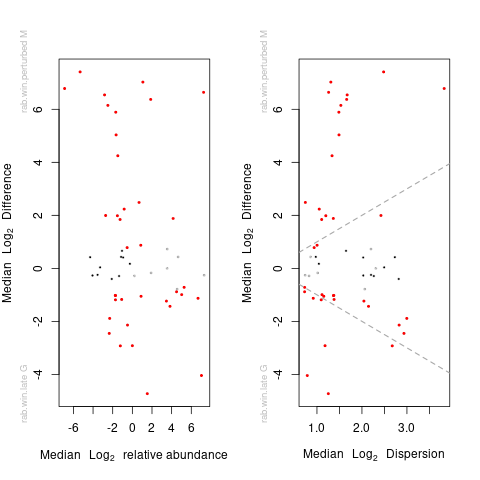 rab.win.perturbed M
rab.win.perturbed M
Median Log2 Difference
Median Log2 Difference
rab.win.late G
rab.win.late G
6
4
2
0
-2
-4
6
4
2
0
-2
-4
-6 -2 0 2 4 6
1.0 2.0 3.0
Median Log2 relative abundance
Median Log2 Dispersion